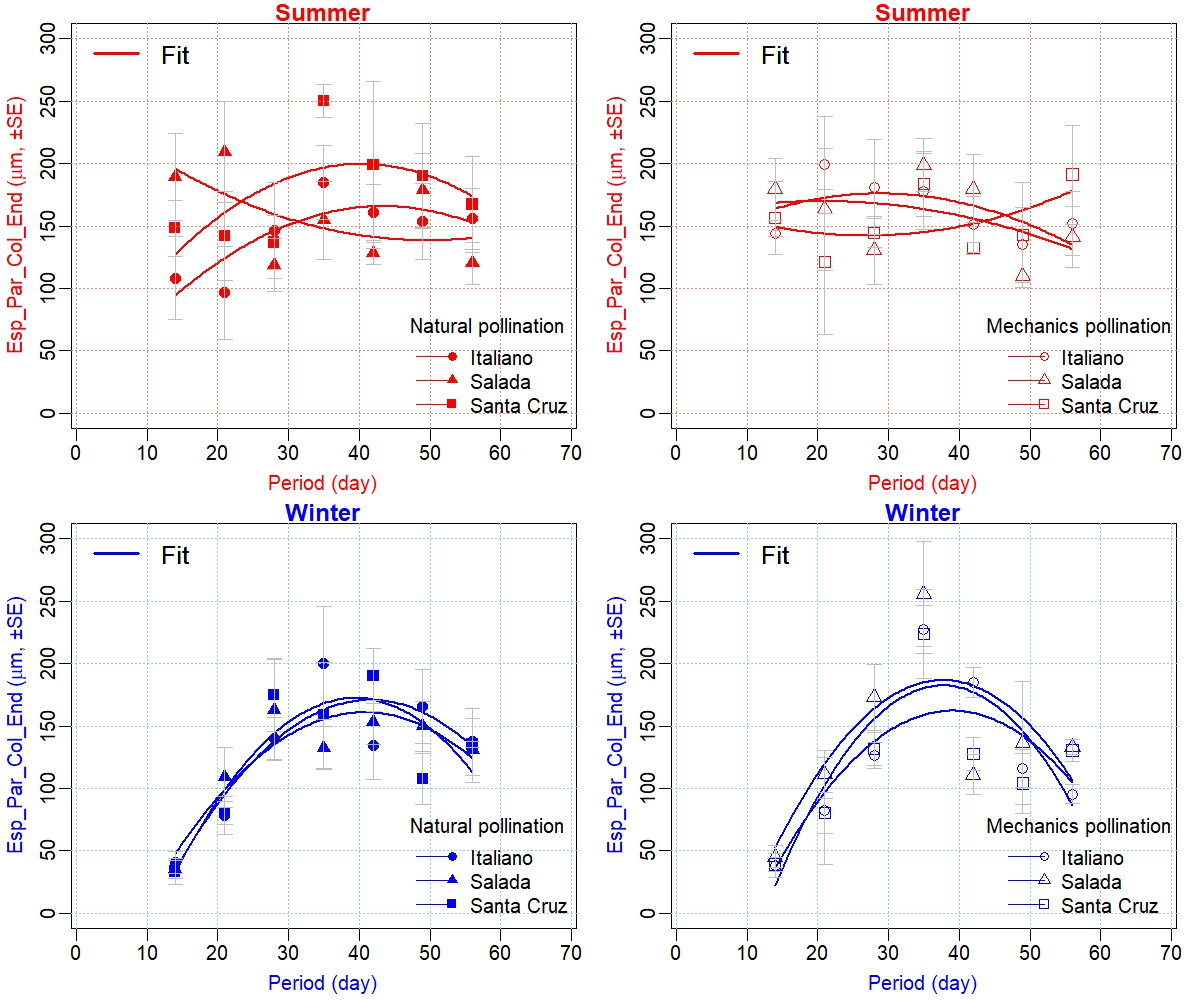 Summer
Fit
300
250
200
150
100
50
0
Esp_Par_Col_End (μm, ±SE)
Natural pollination
Italiano
Salada
Santa Cruz
0 10 20 30 40 50 60 70
Period (day)
Summer
Fit
300
250
200
150
100
50
0
Esp_Par_Col_End (μm, ±SE)
Mechanics pollination
Italiano
Salada
Santa Cruz
0 10 20 30 40 50 60 70
Period (day)
Winter
Fit
300
250
200
150
100
50
0
Esp_Par_Col_End (μm, ±SE)
Natural pollination
Italiano
Salada
Santa Cruz
0 10 20 30 40 50 60 70
Period (day)
Winter
Fit
300
250
200
150
100
50
0
Esp_Par_Col_End (μm, ±SE)
Mechanics pollination
Italiano
Salada
Santa Cruz
0 10 20 30 40 50 60 70
Period (day)